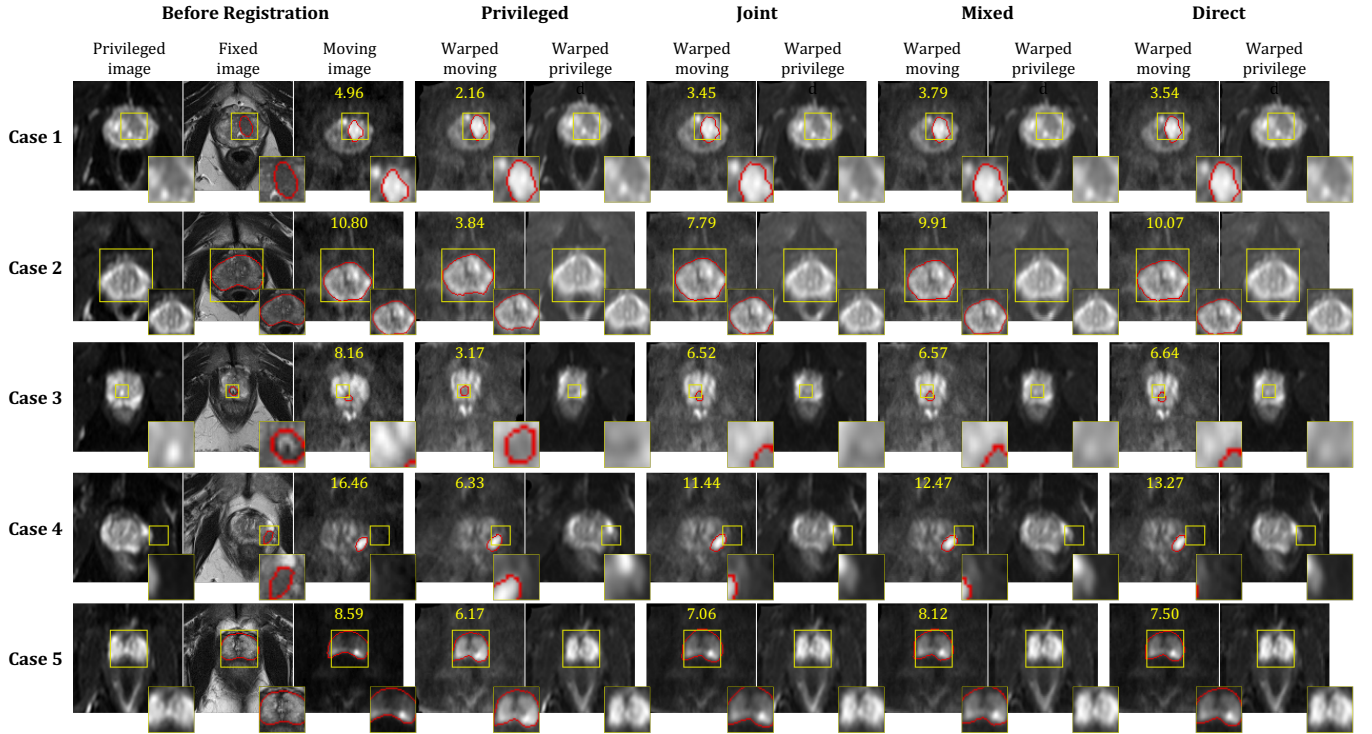 Before Registration Privileged Joint Mixed Direct
Privileged image Fixed image Moving image Warped moving Warped privilege d Warped moving Warped privilege d Warped moving Warped privilege d Warped moving Warped privilege d
Case 1 4.96 2.16 3.45 3.79 3.54
Case 2 10.80 3.84 7.79 9.91 10.07
Case 3 8.16 3.17 6.52 6.57 6.64
Case 4 16.46 6.33 11.44 12.47 13.27
Case 5 8.59 6.17 7.06 8.12 7.50